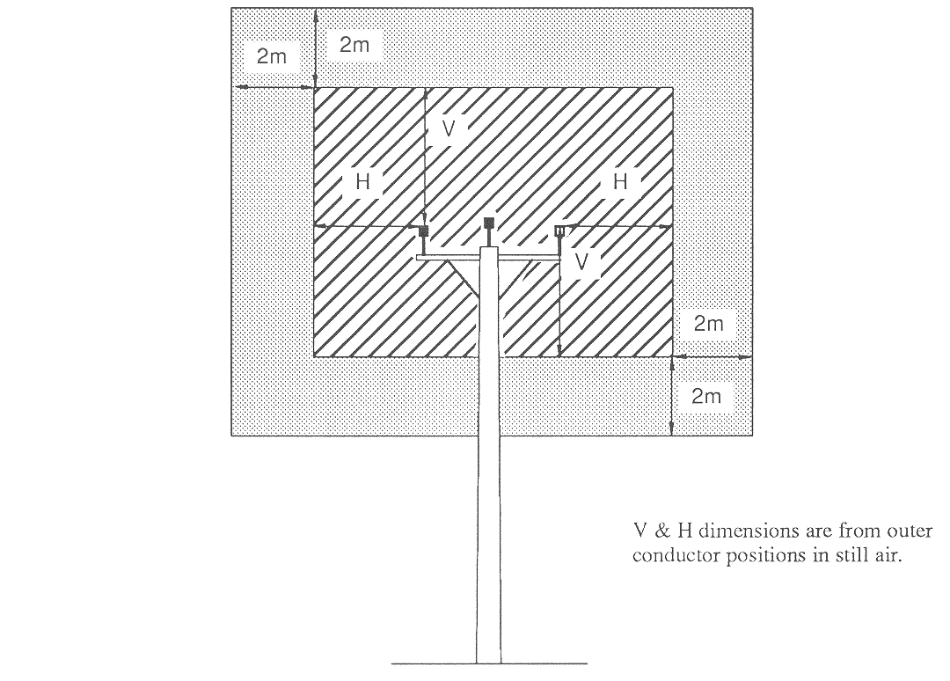 2m
2m
V
H
H
V
2m
2m
V & H dimensions are from outer
conductor positions in still air.